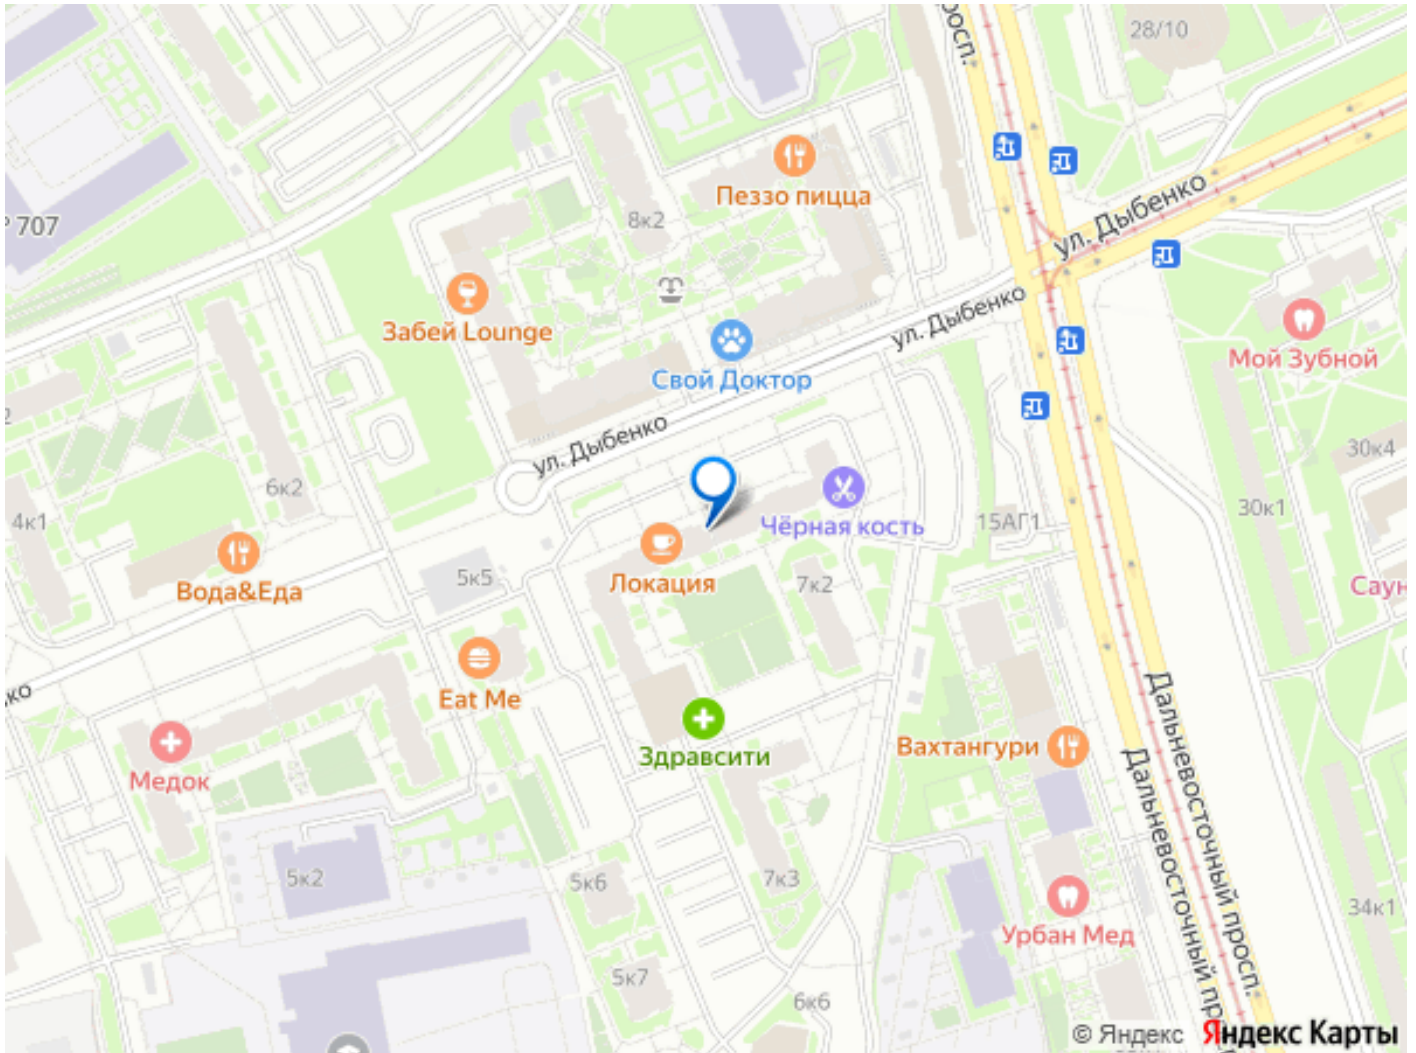 просп.
28/10
ул. Дыбенко
Пеззо пицца
8к2
707
ул. Дыбенко
Забей Lounge
Свой Доктор
Мой Зубной
ул. Дыбенко
30к4
6к2
30к1
4к1
Чёрная кость
15АГ1
Вода&Еда
5к5
Локация
7к2
Саун
ко
Eat Me
Вахтангури
Дальневосточный просп.
Здравсити
Медок
Дальневосточный пр
5к2
5к6
7к3
34к1
Урбан Мед
5к7
6к6
© Яндекс Яндекс Карты